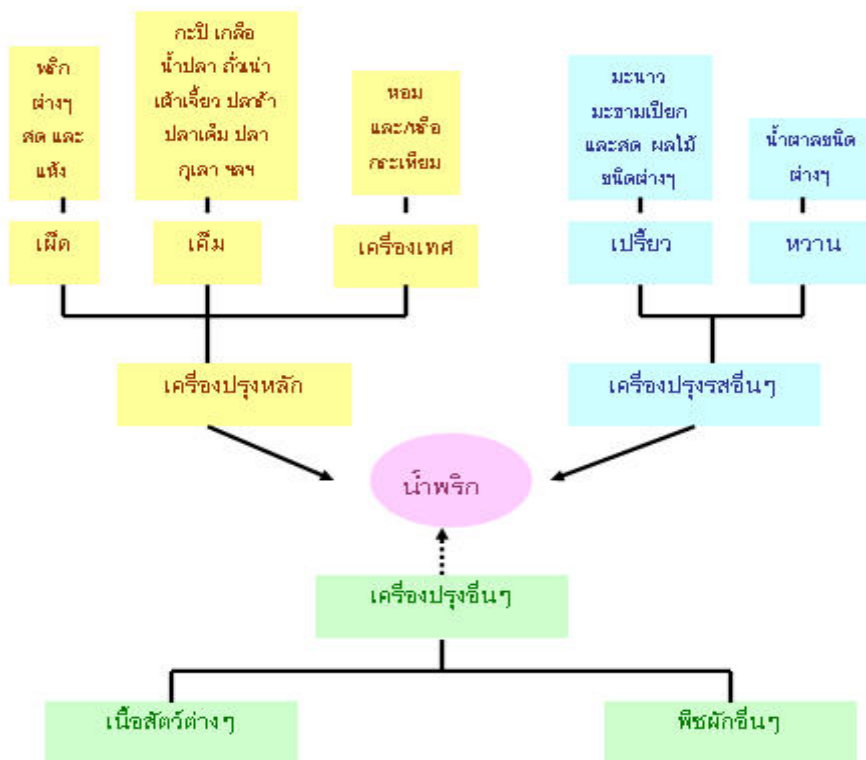 พริก
ต่างๆ
สด และ
แห้ง
กะปิ เกลือ
น้ำปลา ถั่วเน่า
เต้าเจี้ยว ปลาร้า
ปลาเค็ม ปลา
กุเลา ฯลฯ
หอม
และ/หรือ
กระเทียม
มะนาว
มะขามเปียก
และสด ผลไม้
ชนิดต่างๆ
น้ำตาลชนิด
ต่างๆ
เผ็ด
เค็ม
เครื่องเทศ
เปรี้ยว
หวาน
เครื่องปรุงหลัก
เครื่องปรุงรสอื่นๆ
น้ำพริก
เครื่องปรุงอื่นๆ
เนื้อสัตว์ต่างๆ
พืชผักอื่นๆ